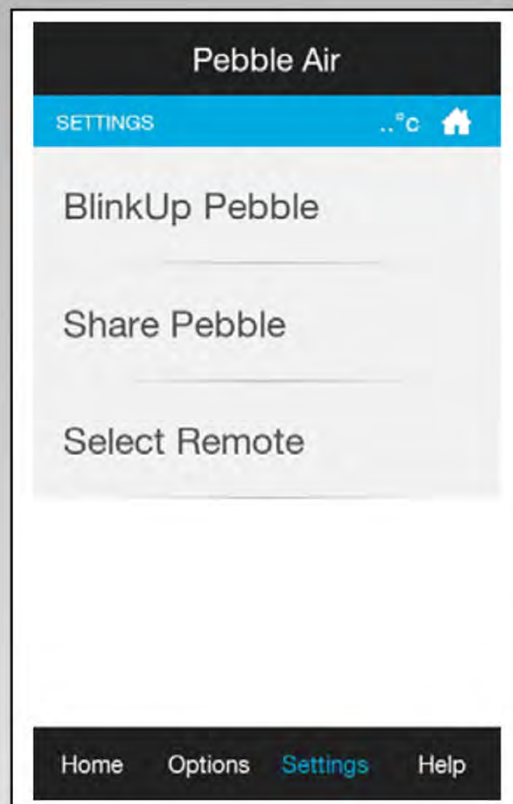 Pebble Air
SETTINGS ..°c
BlinkUp Pebble
Share Pebble
Select Remote
Home Options Settings Help